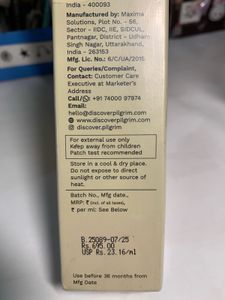 India - 400093
Manufactured by: Maxima
Solutions, Plot No. - 56,
Sector - IIDC, IIE, SIDCUL,
Pantnagar, District - Udham
Singh Nagar, Uttarakhand,
India - 263153
Mfg. Lic. No.: 6/C/UA/2015
For Queries/Complaint,
Contact: Customer Care
Executive at Marketer's
Address
Call/ +91 74000 97974
Email:
hello@discoverpilgrim.com
www.discoverpilgrim.com
discover.pilgrim
For external use only
Keep away from children
Patch test recommended
Store in a cool & dry place.
Do not expose to direct
sunlight or other source of
heat.
Batch No., Mfg date.,
MRP: ₹ (Incl. of all taxes),
₹ per ml: See Below
B.25089-07/25
Rs.695.00
USP Rs.23.16/ml
Use before 36 months from
Mfg Date